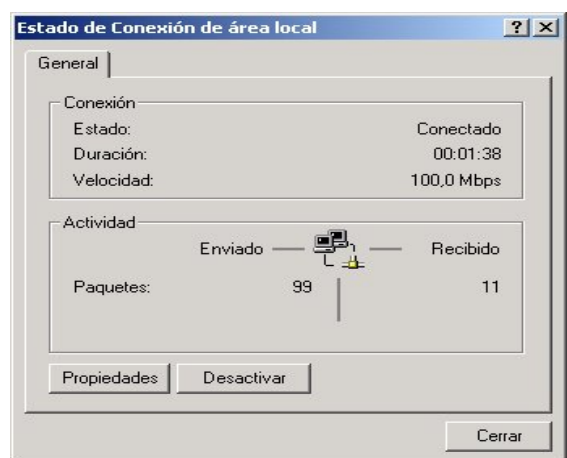 Estado de Conexión de área local
General
Conexión
Estado: Conectado
Duración: 00:01:38
Velocidad: 100,0 Mbps
Actividad
Enviado Recibido
Paquetes: 99 11
Propiedades Desactivar
Cerrar